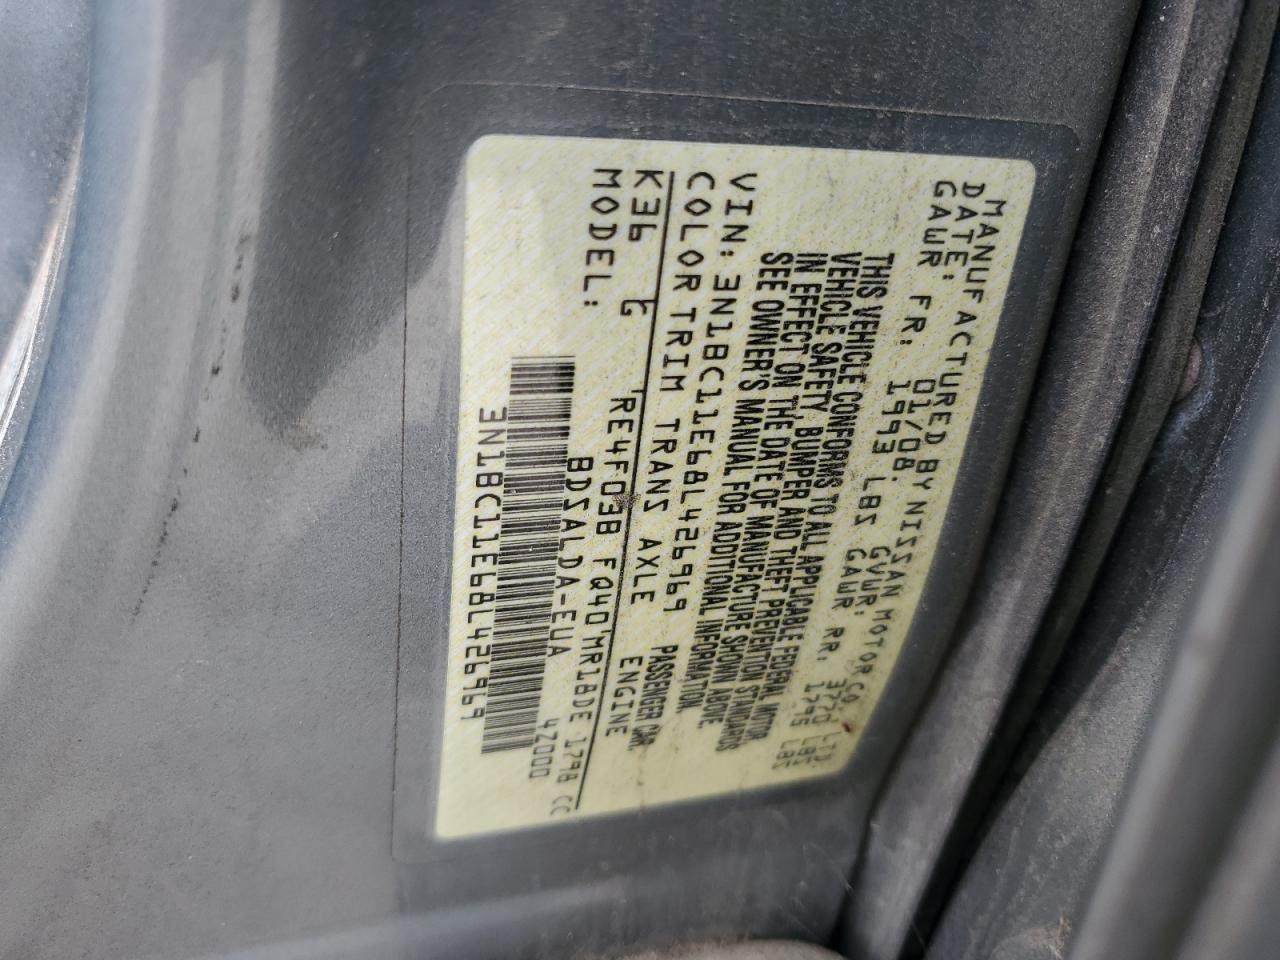 MANUFACTURED BY NISSAN MOTOR CO., LTD.
DATE: 01/08. GVWR: 3770 LBS
GAWR FR: 1993 LBS GAWR RR: 1795 LBS
THIS VEHICLE CONFORMS TO ALL APPLICABLE FEDERAL MOTOR
VEHICLE SAFETY, BUMPER AND THEFT PREVENTION STANDARDS
IN EFFECT ON THE DATE OF MANUFACTURE SHOWN ABOVE.
SEE OWNER'S MANUAL FOR ADDITIONAL INFORMATION.
VIN: 3N1BC11E68L426969 PASSENGER CAR
COLOR TRIM TRANS AXLE ENGINE
K36 G RE4F03B FQ40 MR18DE 1798 CC
MODEL: BDSALDA-EUA 4Z000
3N1BC11E68L426969